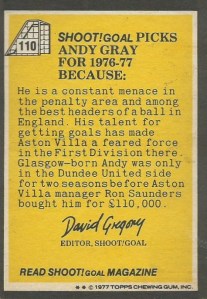 110
SHOOT!GOAL PICKS
ANDY GRAY
FOR 1976-77
BECAUSE:
He is a constant menace in
the penalty area and among
the best headers of a ball in
England. His talent for
getting goals has made
Aston Villa a feared force
in the First Division there.
Glasgow-born Andy was only
in the Dundee United side
for two seasons before Aston
Villa manager Ron Saunders
bought him for £110,000.
David Gregory
EDITOR, SHOOT!GOAL
READ SHOOT!GOAL MAGAZINE
** © 1977 TOPPS CHEWING GUM, INC.